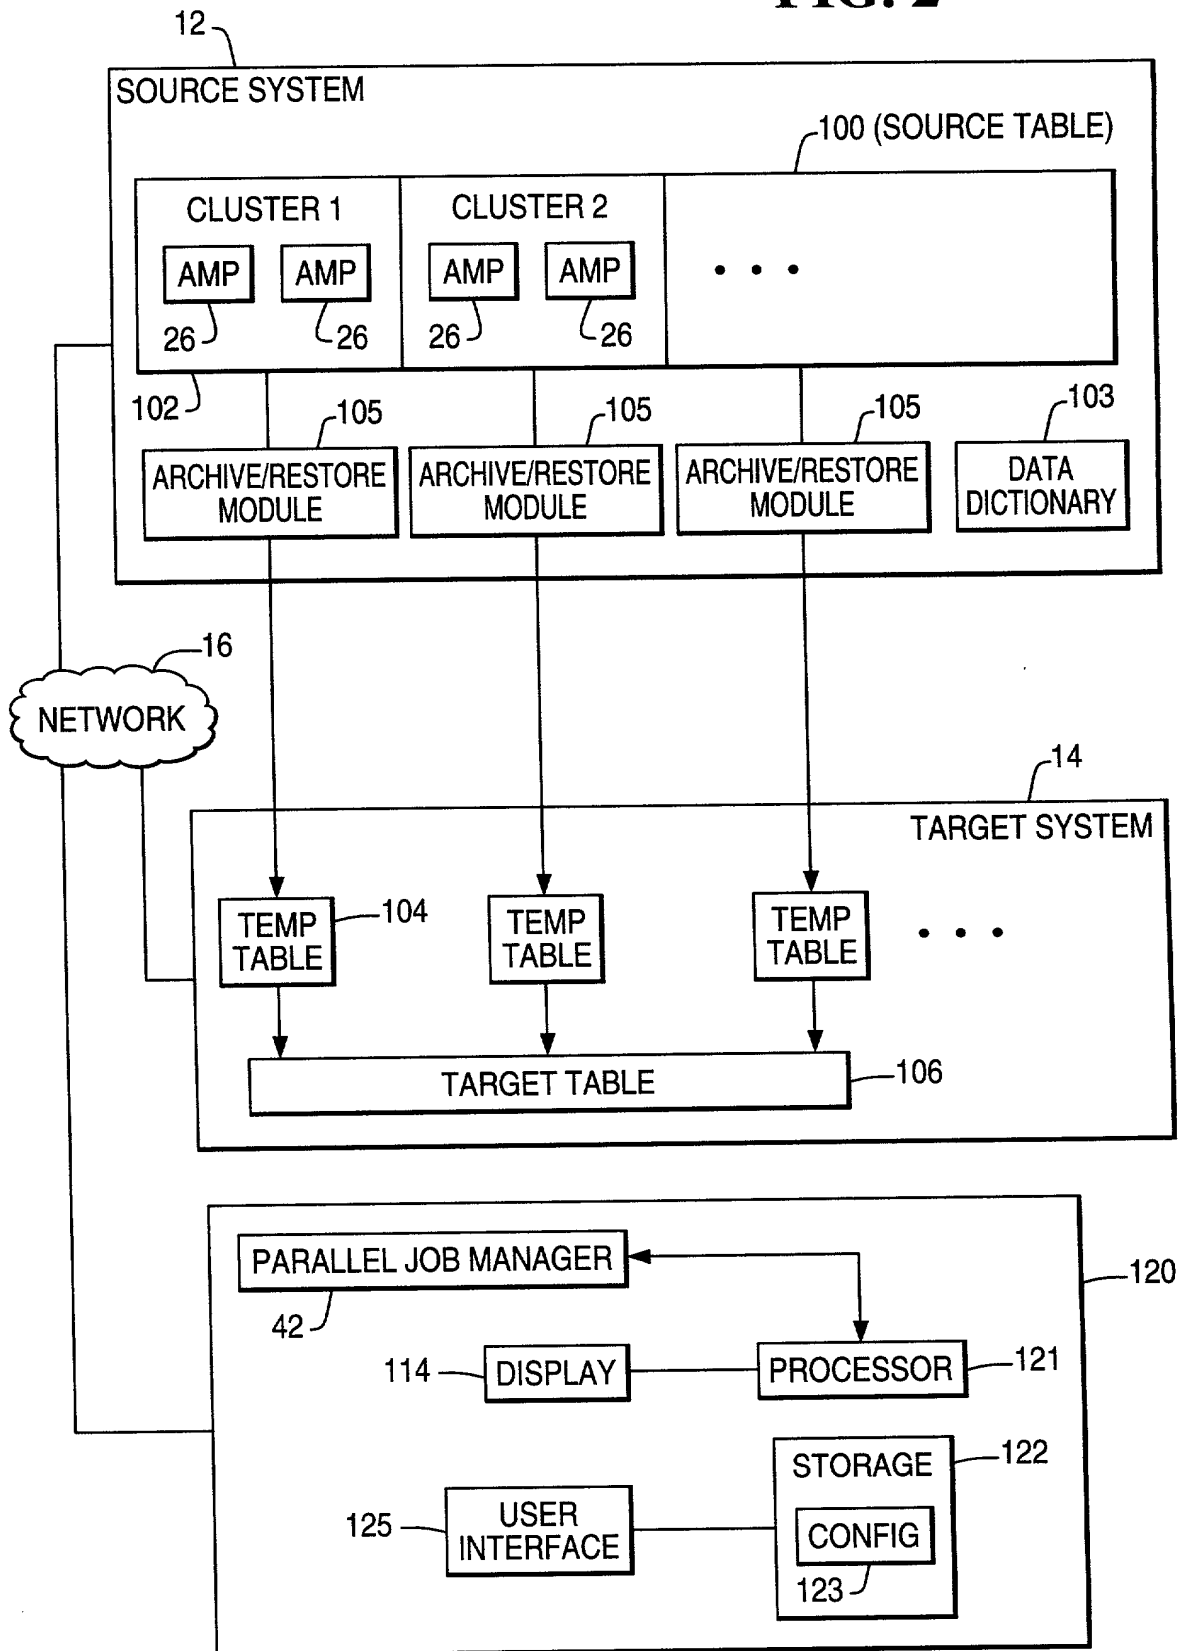 FIG. 2
12
SOURCE SYSTEM
100 (SOURCE TABLE)
CLUSTER 1
CLUSTER 2
AMP
AMP
AMP
AMP
• • •
26
26
26
26
102
105
105
105
103
ARCHIVE/RESTORE
MODULE
ARCHIVE/RESTORE
MODULE
ARCHIVE/RESTORE
MODULE
DATA
DICTIONARY
16
NETWORK
14
TARGET SYSTEM
TEMP
TABLE
104
TEMP
TABLE
TEMP
TABLE
• • •
TARGET TABLE
106
PARALLEL JOB MANAGER
42
120
114
DISPLAY
PROCESSOR
121
STORAGE
122
125
USER
INTERFACE
CONFIG
123